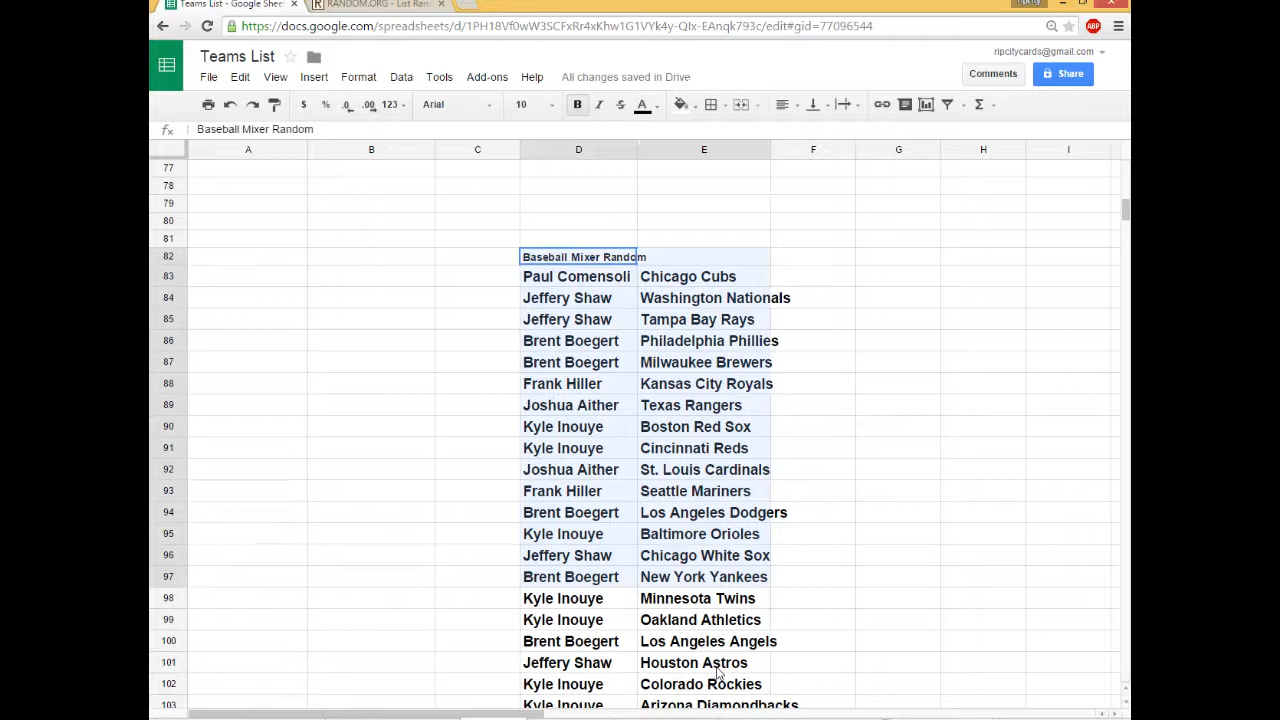 Teams List - Google Sheet
RANDOM.ORG - List Ran
ripcity
https://docs.google.com/spreadsheets/d/1PH18Vf0wW3SCFxRr4xKhw1G1VYk4y-QIx-EAnqk793c/edit#gid=77096544
ABP
Teams List
ripcitycards@gmail.com
File Edit View Insert Format Data Tools Add-ons Help All changes saved in Drive
Comments Share
$ % .0 .00 123 Arial 10 B I S A
fx Baseball Mixer Random
A B C D E F G H I
77
78
79
80
81
82 Baseball Mixer Random
83 Paul Comensoli Chicago Cubs
84 Jeffery Shaw Washington Nationals
85 Jeffery Shaw Tampa Bay Rays
86 Brent Boegert Philadelphia Phillies
87 Brent Boegert Milwaukee Brewers
88 Frank Hiller Kansas City Royals
89 Joshua Aither Texas Rangers
90 Kyle Inouye Boston Red Sox
91 Kyle Inouye Cincinnati Reds
92 Joshua Aither St. Louis Cardinals
93 Frank Hiller Seattle Mariners
94 Brent Boegert Los Angeles Dodgers
95 Kyle Inouye Baltimore Orioles
96 Jeffery Shaw Chicago White Sox
97 Brent Boegert New York Yankees
98 Kyle Inouye Minnesota Twins
99 Kyle Inouye Oakland Athletics
100 Brent Boegert Los Angeles Angels
101 Jeffery Shaw Houston Astros
102 Kyle Inouye Colorado Rockies
103 Kyle Inouye Arizona Diamondbacks